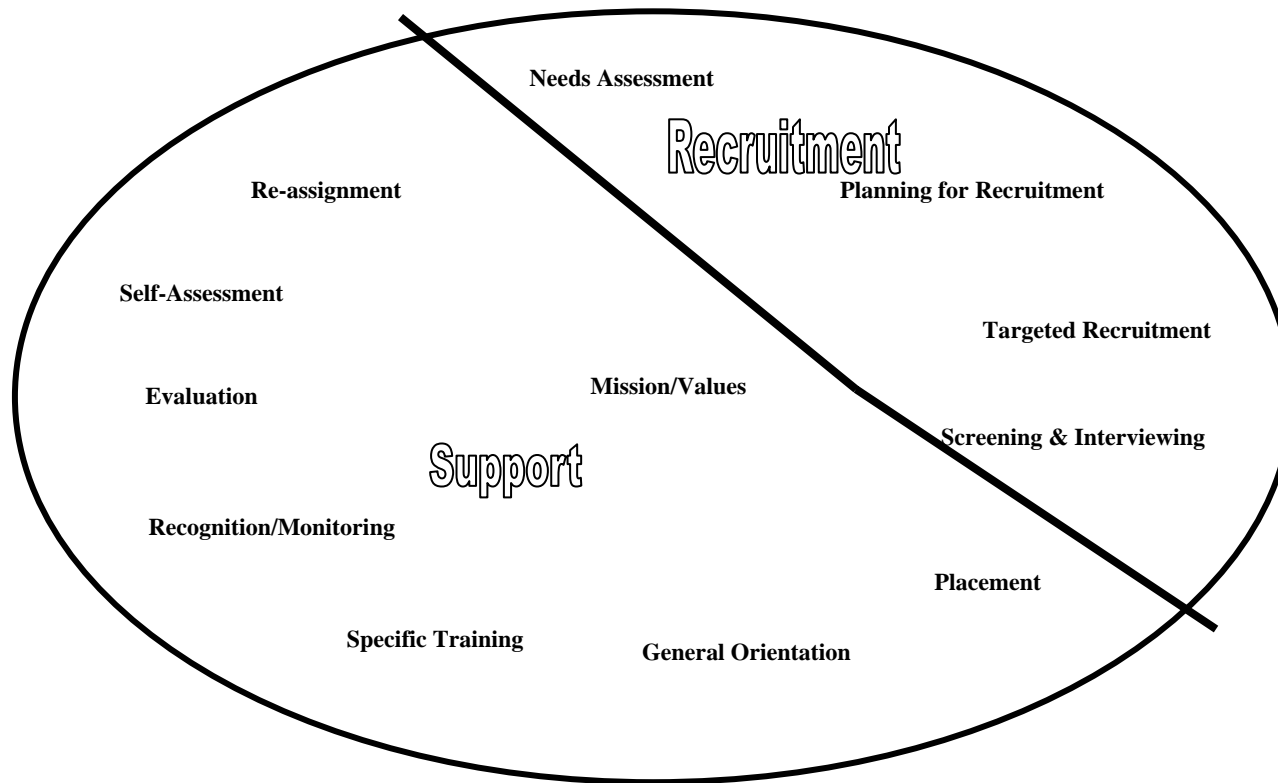 Needs Assessment
Recruitment
Re-assignment
Planning for Recruitment
Self-Assessment
Targeted Recruitment
Evaluation
Mission/Values
Screening & Interviewing
Support
Recognition/Monitoring
Placement
Specific Training
General Orientation